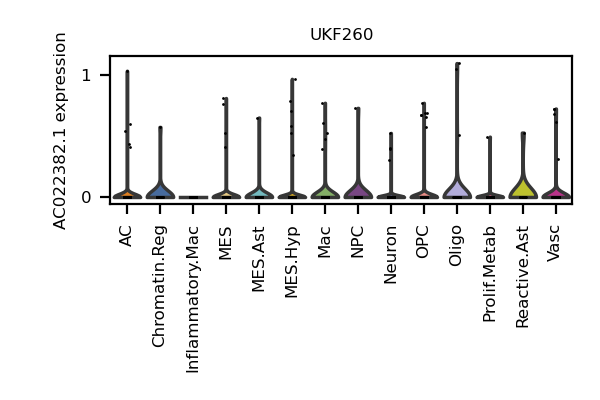 UKF260
AC022382.1 expression
1
0
AC
Chromatin.Reg
Inflammatory.Mac
MES
MES.Ast
MES.Hyp
Mac
NPC
Neuron
OPC
Oligo
Prolif.Metab
Reactive.Ast
Vasc